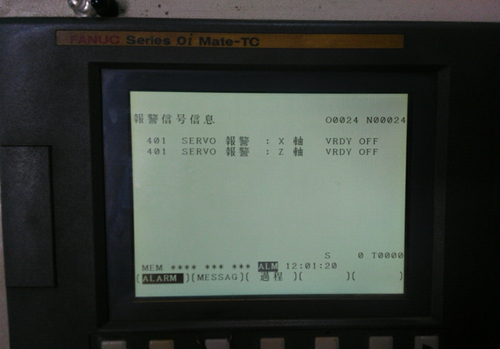 FANUC Series 0i Mate-TC
報警信号信息 O0024 N00024
401 SERVO 報警 : X 軸 VRDY OFF
401 SERVO 報警 : Z 軸 VRDY OFF
S 0 T0000
MEM **** *** *** ALM 12:01:20
(ALARM )(MESSAG)( 過程 )( )( )